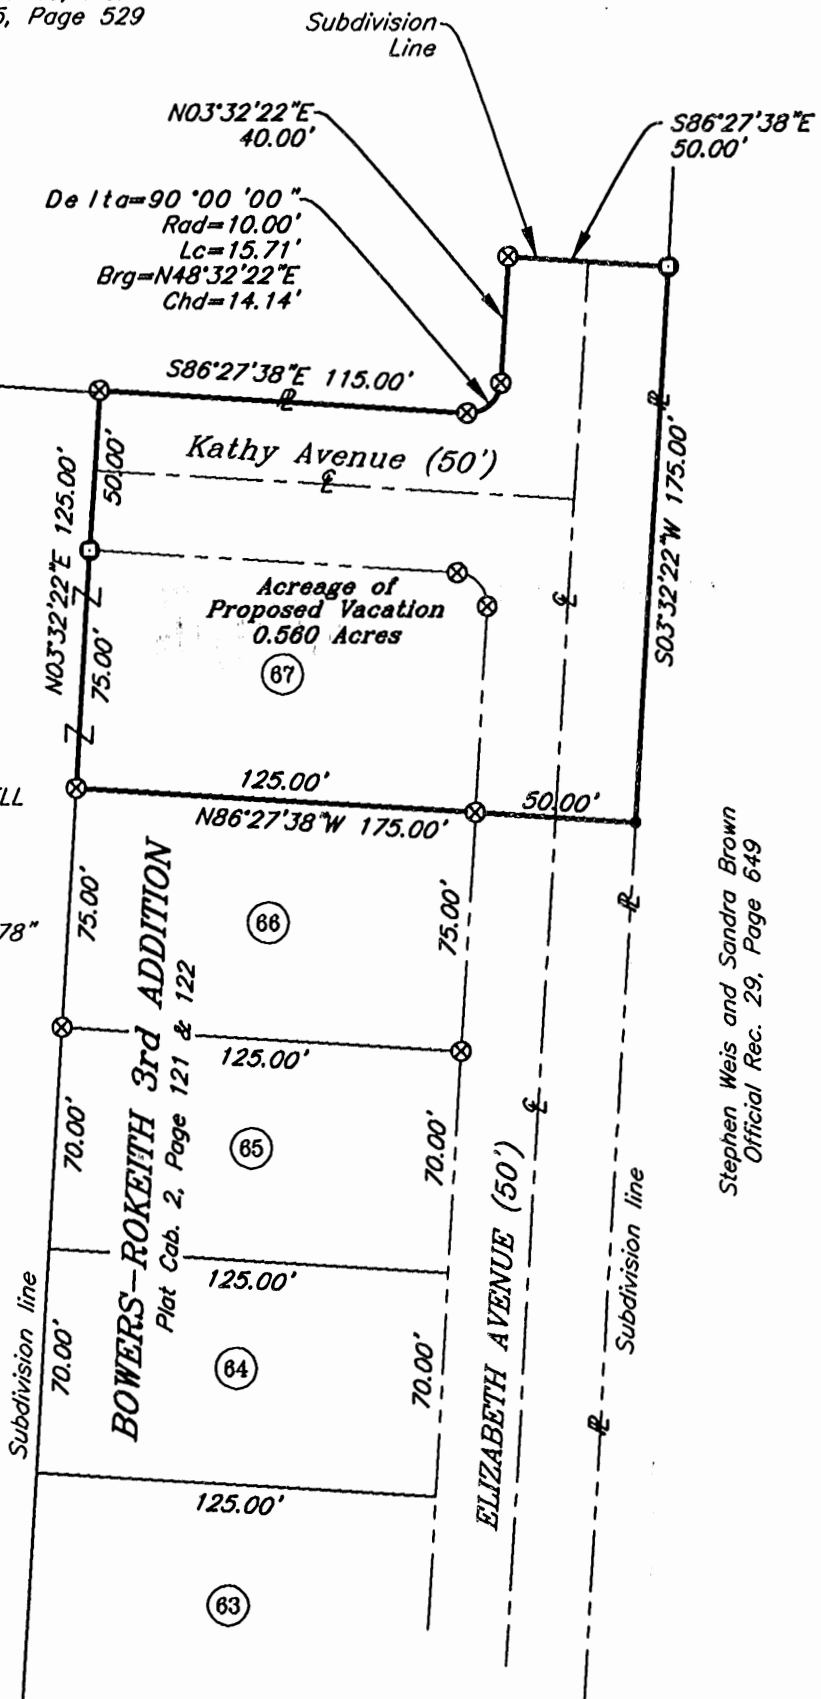 5, Page 529
Subdivision
Line
N03°32'22"E
40.00'
S86°27'38"E
50.00'
Delta=90°00'00"
Rad=10.00'
Lc=15.71'
Brg=N48°32'22"E
Chd=14.14'
S86°27'38"E 115.00'
Kathy Avenue (50')
N03°32'22"E 125.00'
50.00'
75.00'
Acreage of
Proposed Vacation
0.560 Acres
67
S03°32'22"W 175.00'
125.00'
50.00'
N86°27'38"W 175.00'
LL
75.00'
66
75.00'
78"
BOWERS-ROKEITH 3rd ADDITION
Plat Cab. 2, Page 121 & 122
125.00'
70.00'
65
70.00'
125.00'
70.00'
64
70.00'
125.00'
63
ELIZABETH AVENUE (50')
Subdivision line
Subdivision line
Stephen Weis and Sandra Brown
Official Rec. 29, Page 649